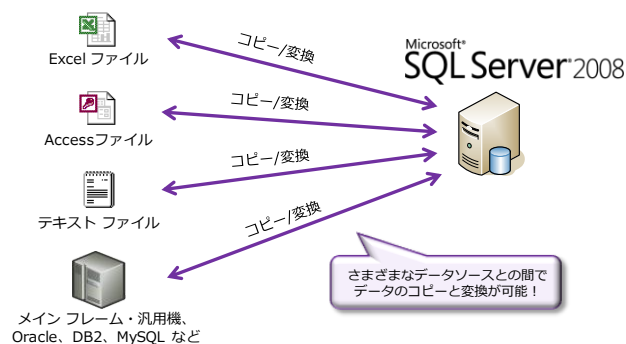 コピー/変換
Excel ファイル
Microsoft®
SQL Server® 2008
コピー/変換
Accessファイル
コピー/変換
テキスト ファイル
コピー/変換
さまざまなデータソースとの間で
データのコピーと変換が可能！
メイン フレーム・汎用機、
Oracle、DB2、MySQL など